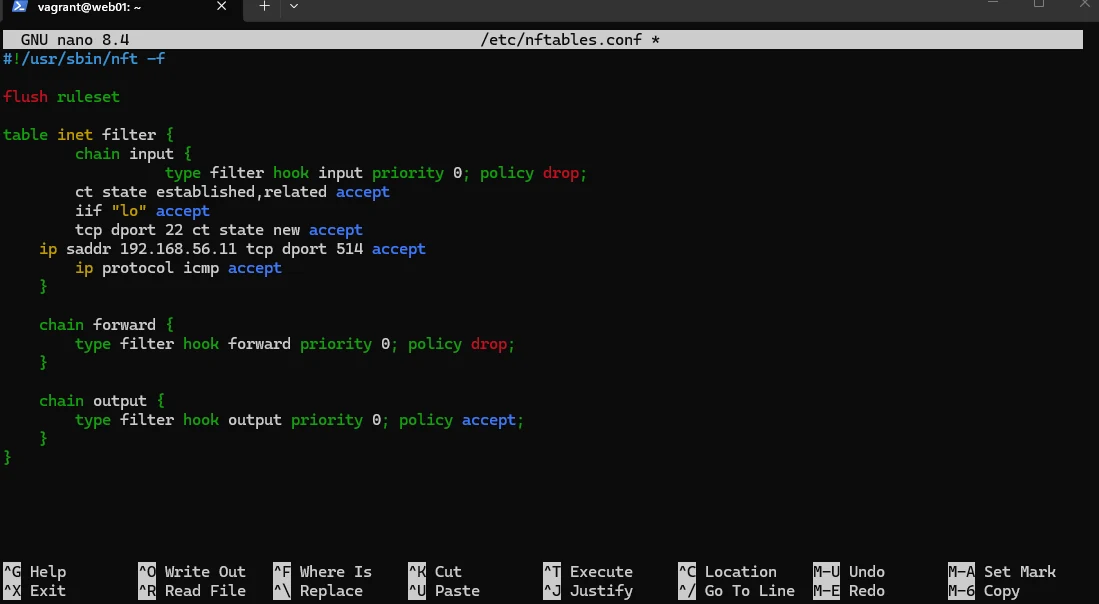 vagrant@web01: ~
GNU nano 8.4 /etc/nftables.conf *
#!/usr/sbin/nft -f

flush ruleset

table inet filter {
        chain input {
                  type filter hook input priority 0; policy drop;
        ct state established,related accept
        iif "lo" accept
        tcp dport 22 ct state new accept
    ip saddr 192.168.56.11 tcp dport 514 accept
        ip protocol icmp accept
    }

    chain forward {
        type filter hook forward priority 0; policy drop;
    }

    chain output {
        type filter hook output priority 0; policy accept;
    }
}

^G Help ^O Write Out ^F Where Is ^K Cut ^T Execute ^C Location M-U Undo M-A Set Mark
^X Exit ^R Read File ^\ Replace ^U Paste ^J Justify ^/ Go To Line M-E Redo M-6 Copy